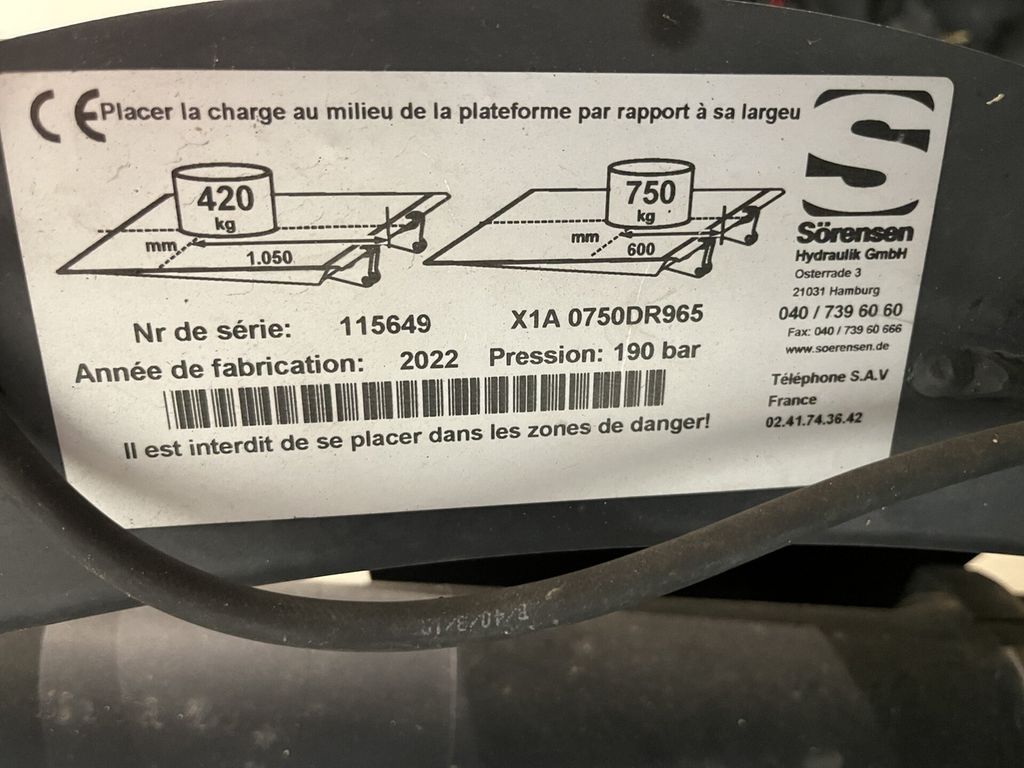 CE Placer la charge au milieu de la plateforme par rapport à sa largeu
420
kg
mm
1.050
750
kg
mm
600
Nr de série: 115649 X1A 0750DR965
Année de fabrication: 2022 Pression: 190 bar
Il est interdit de se placer dans les zones de danger!
S
Sörensen
Hydraulik GmbH
Osterrade 3
21031 Hamburg
040 / 739 60 60
Fax: 040 / 739 60 666
www.soerensen.de
Téléphone S.A.V
France
02.41.74.36.42